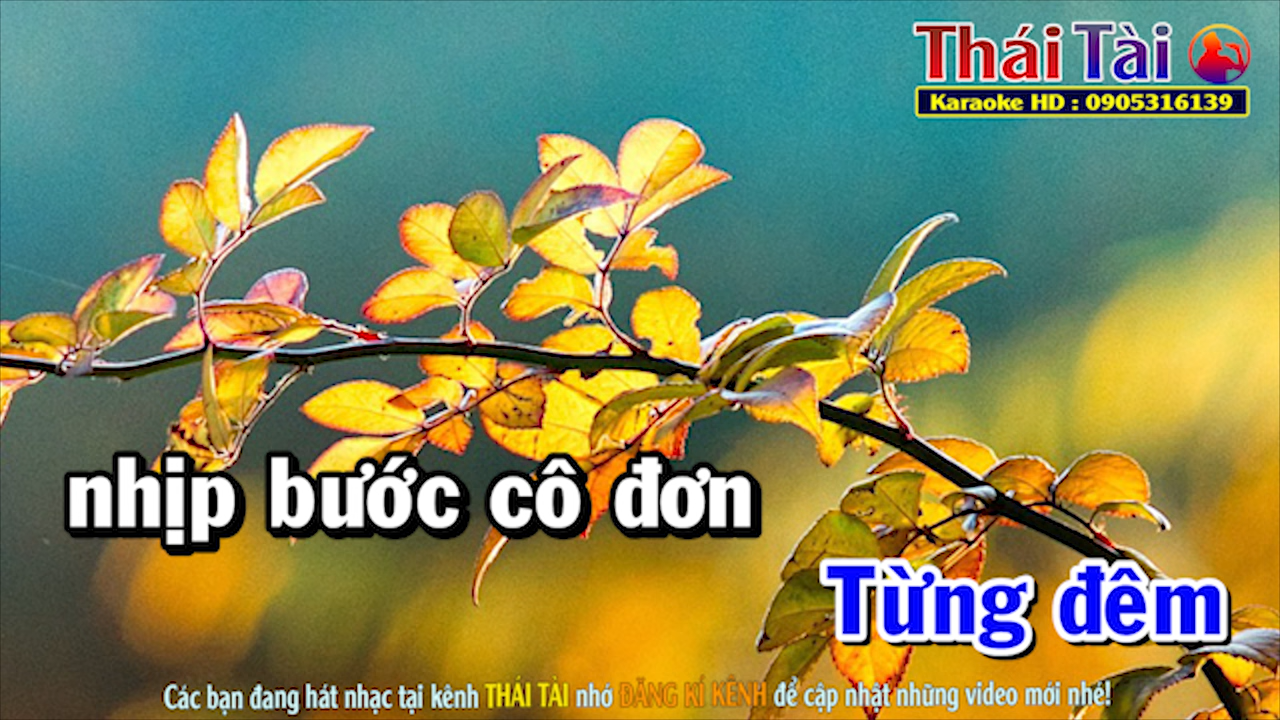 Thái Tài
Karaoke HD : 0905316139
nhịp bước cô đơn
Từng đêm
Các bạn đang hát nhạc tại kênh THÁI TÀI nhớ ĐĂNG KÍ KÊNH để cập nhật những video mới nhé!